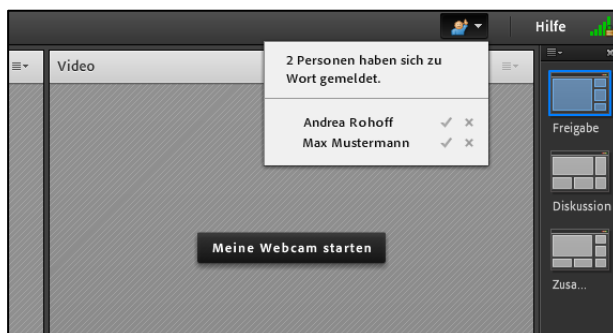 Hilfe
Video
2 Personen haben sich zu
Wort gemeldet.
Andrea Rohoff
Max Mustermann
Meine Webcam starten
Freigabe
Diskussion
Zusa...